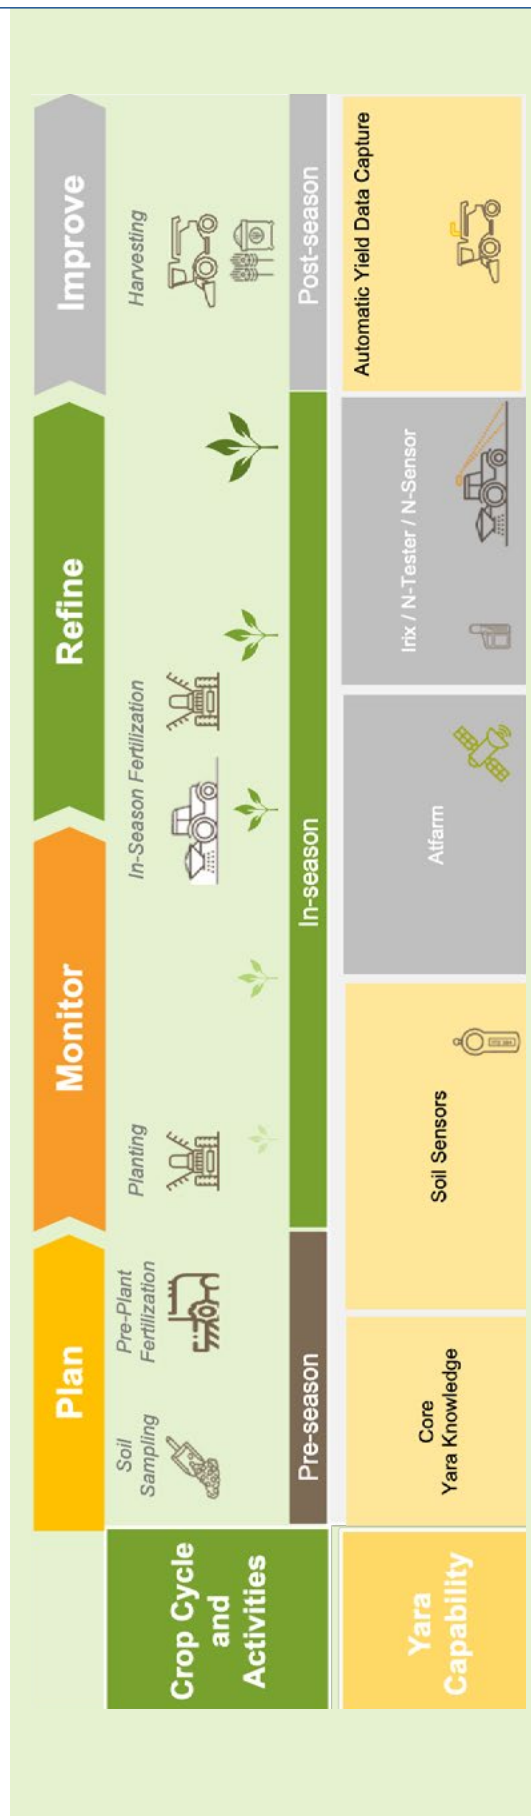 Plan
Monitor
Refine
Improve
Crop Cycle
and
Activities
Soil
Sampling
Pre-Plant
Fertilization
Planting
In-Season Fertilization
Harvesting
Pre-season
In-season
Post-season
Yara
Capability
Core
Yara Knowledge
Soil Sensors
Atfarm
Irix / N-Tester / N-Sensor
Automatic Yield Data Capture